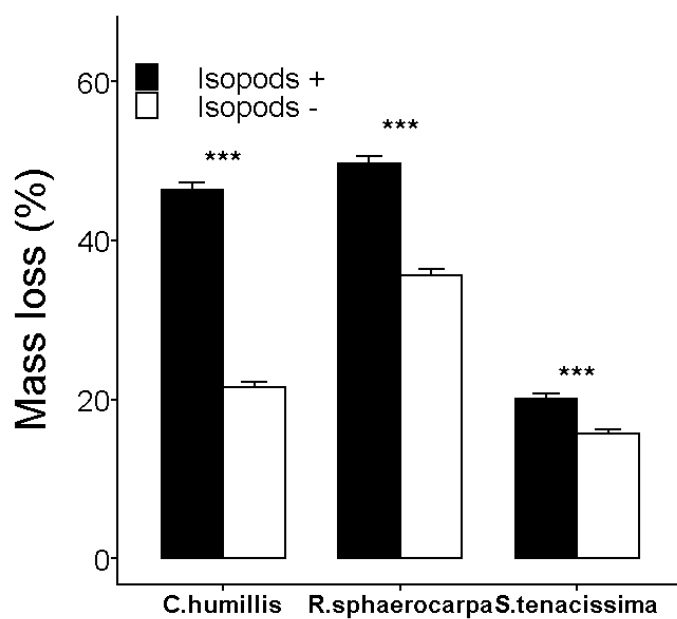 60
Isopods +
Isopods -
***
***
40
Mass loss (%)
20
***
0
C.humillis R.sphaerocarpa S.tenacissima